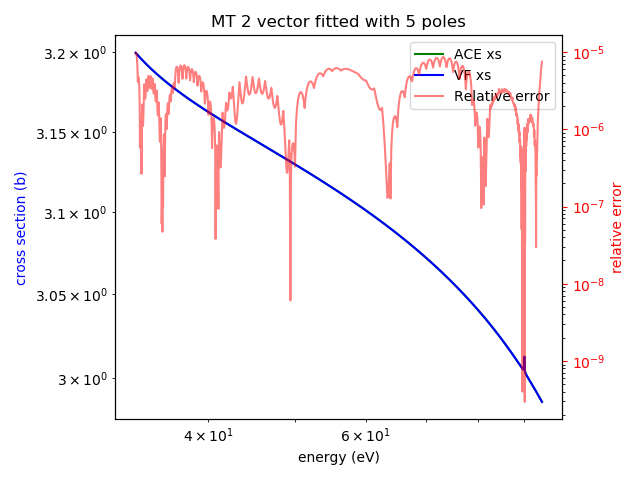 MT 2 vector fitted with 5 poles
ACE xs
VF xs
Relative error
3.2 × 10⁰
3.15 × 10⁰
3.1 × 10⁰
3.05 × 10⁰
3 × 10⁰
cross section (b)
10⁻⁵
10⁻⁶
10⁻⁷
10⁻⁸
10⁻⁹
relative error
4 × 10¹
6 × 10¹
energy (eV)